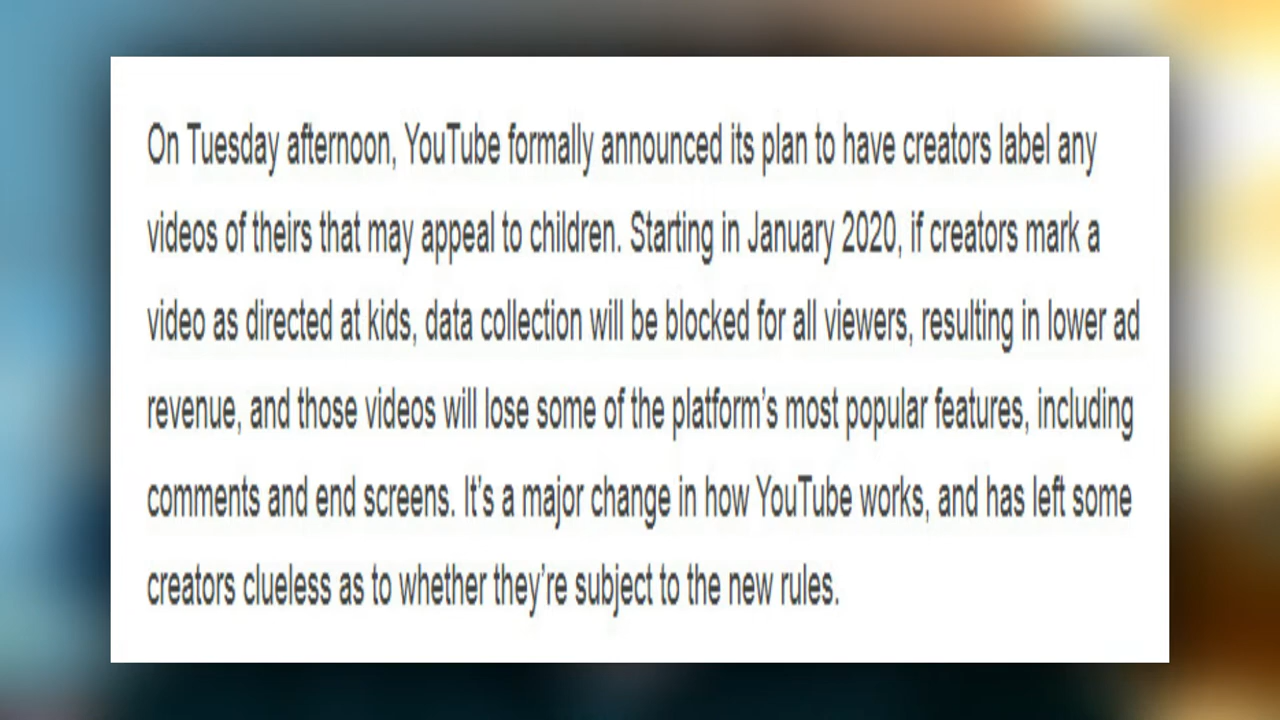 On Tuesday afternoon, YouTube formally announced its plan to have creators label any
videos of theirs that may appeal to children. Starting in January 2020, if creators mark a
video as directed at kids, data collection will be blocked for all viewers, resulting in lower ad
revenue, and those videos will lose some of the platform’s most popular features, including
comments and end screens. It’s a major change in how YouTube works, and has left some
creators clueless as to whether they’re subject to the new rules.